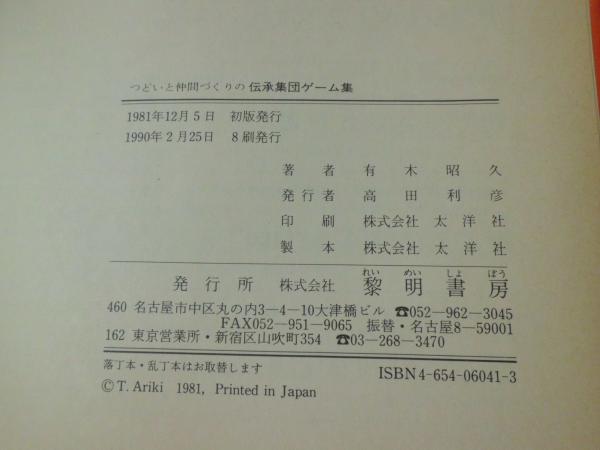 つどいと仲間づくりの 伝承集団ゲーム集
1981年12月5日 初版発行
1990年2月25日 8刷発行
著者 有木昭久
発行者 高田利彦
印刷 株式会社 太洋社
製本 株式会社 太洋社
発行所 株式会社 黎明書房
れい めい しょ ぼう
460 名古屋市中区丸の内3-4-10大津橋ビル ☎052-962-3045
FAX052-951-9065 振替・名古屋8-59001
162 東京営業所・新宿区山吹町354 ☎03-268-3470
落丁本・乱丁本はお取替します
ISBN4-654-06041-3
©T. Ariki 1981, Printed in Japan